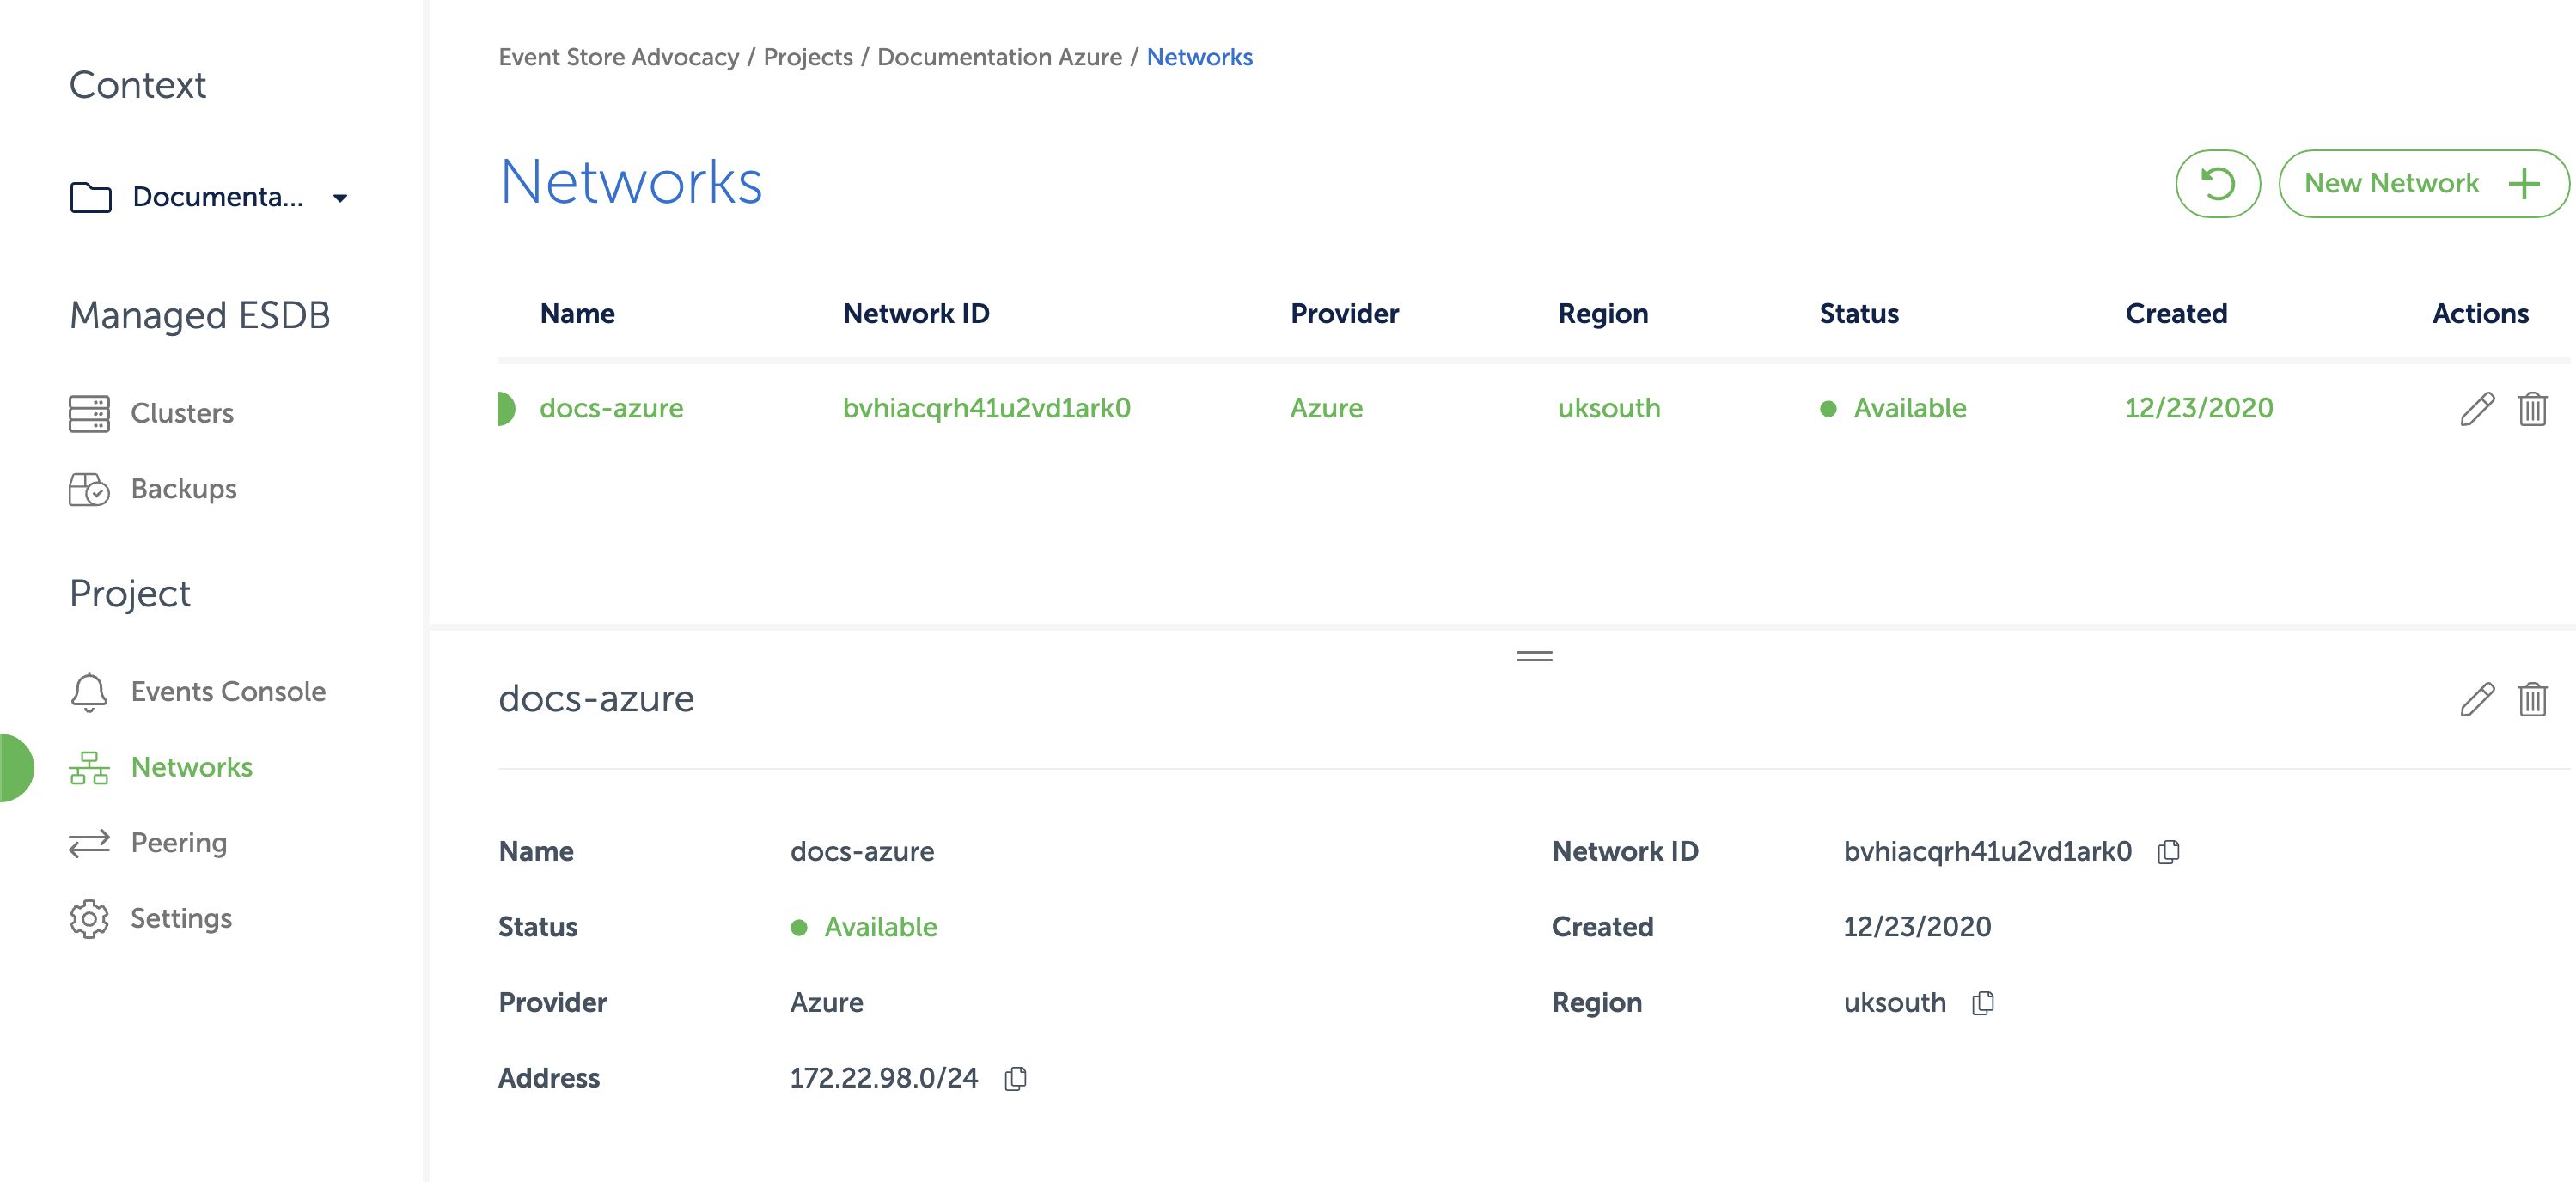 Context
Documenta...
Managed ESDB
Clusters
Backups
Project
Events Console
Networks
Peering
Settings
Event Store Advocacy / Projects / Documentation Azure / Networks
Networks
New Network
Name Network ID Provider Region Status Created Actions
docs-azure bvhiacqrh41u2vd1ark0 Azure uksouth Available 12/23/2020
docs-azure
Name docs-azure
Status Available
Provider Azure
Address 172.22.98.0/24
Network ID bvhiacqrh41u2vd1ark0
Created 12/23/2020
Region uksouth